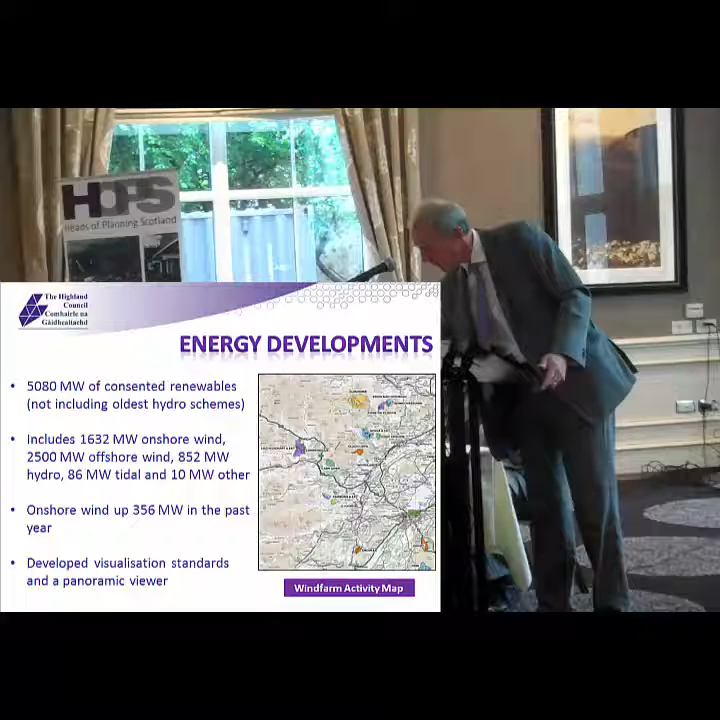 HOPS
Heads of Planning Scotland
The Highland
Council
Comhairle na
Gàidhealtachd
ENERGY DEVELOPMENTS
• 5080 MW of consented renewables
(not including oldest hydro schemes)
• Includes 1632 MW onshore wind,
2500 MW offshore wind, 852 MW
hydro, 86 MW tidal and 10 MW other
• Onshore wind up 356 MW in the past
year
• Developed visualisation standards
and a panoramic viewer
Windfarm Activity Map